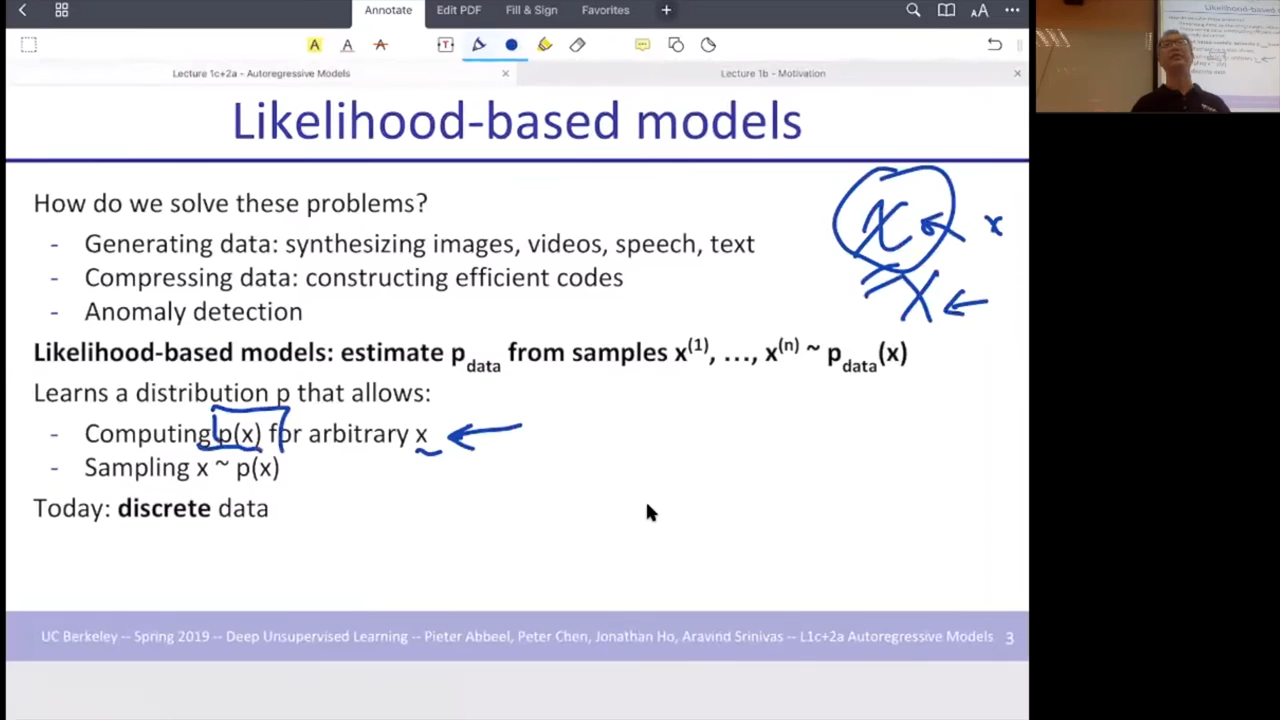 Annotate Edit PDF Fill & Sign Favorites +
Lecture 1c+2a - Autoregressive Models
Lecture 1b - Motivation
Likelihood-based models
How do we solve these problems?
- Generating data: synthesizing images, videos, speech, text
- Compressing data: constructing efficient codes
- Anomaly detection
Likelihood-based models: estimate p_data from samples x^(1), …, x^(n) ~ p_data(x)
Learns a distribution p that allows:
- Computing p(x) for arbitrary x
- Sampling x ~ p(x)
Today: discrete data
x x
x
UC Berkeley -- Spring 2019 -- Deep Unsupervised Learning -- Pieter Abbeel, Peter Chen, Jonathan Ho, Aravind Srinivas -- L1c+2a Autoregressive Models 3